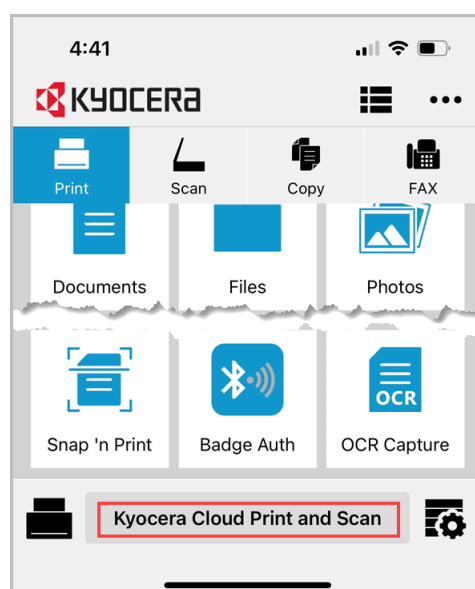 4:41
KYOCERA
Print Scan Copy FAX
Documents Files Photos
OCR
Snap 'n Print Badge Auth OCR Capture
Kyocera Cloud Print and Scan